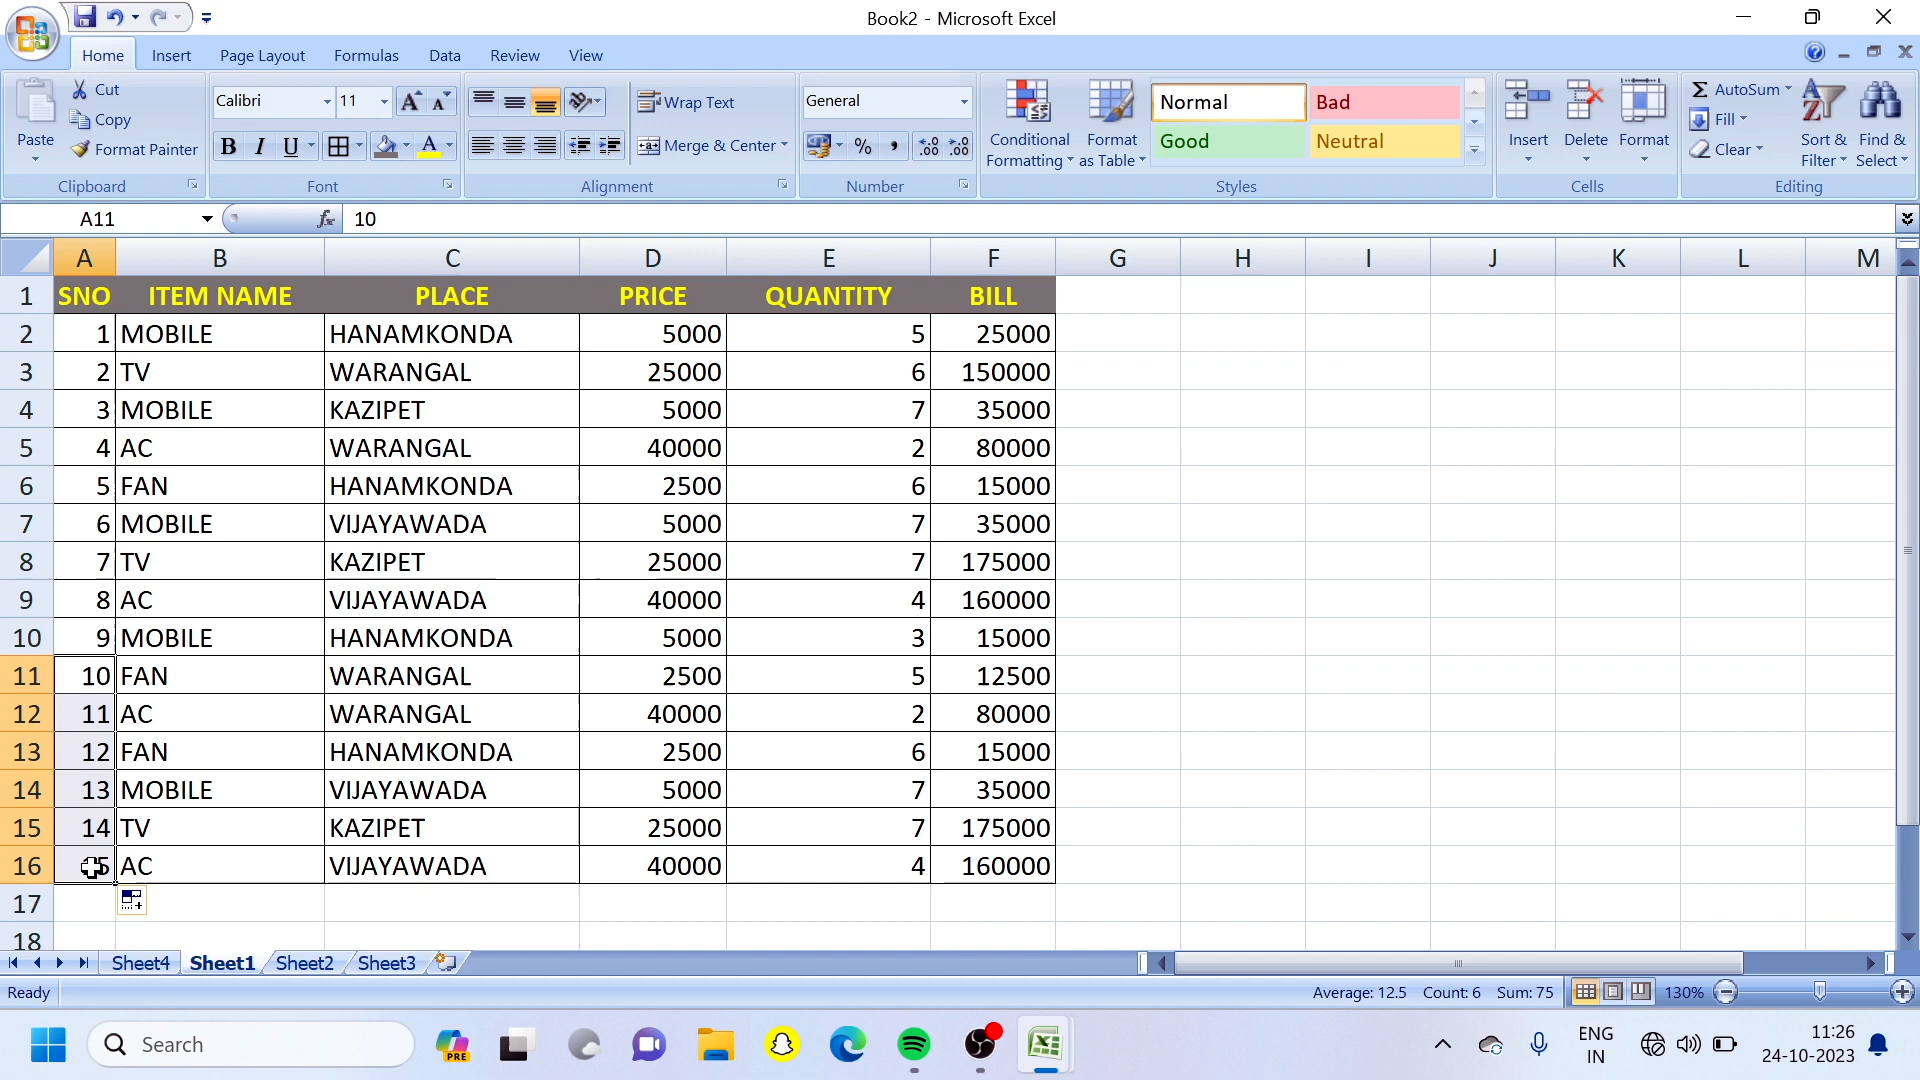 Book2 - Microsoft Excel
Home Insert Page Layout Formulas Data Review View
Paste
Cut
Copy
Format Painter
Clipboard
Calibri 11
B I U A
Font
Wrap Text
Merge & Center
Alignment
General
% ,
Number
Conditional Formatting
Format as Table
Normal Bad
Good Neutral
Styles
Insert Delete Format
Cells
Σ AutoSum
Fill
Clear
Sort & Filter
Find & Select
Editing
A11 fx 10
A B C D E F G H I J K L M
1 SNO ITEM NAME PLACE PRICE QUANTITY BILL
2 1 MOBILE HANAMKONDA 5000 5 25000
3 2 TV WARANGAL 25000 6 150000
4 3 MOBILE KAZIPET 5000 7 35000
5 4 AC WARANGAL 40000 2 80000
6 5 FAN HANAMKONDA 2500 6 15000
7 6 MOBILE VIJAYAWADA 5000 7 35000
8 7 TV KAZIPET 25000 7 175000
9 8 AC VIJAYAWADA 40000 4 160000
10 9 MOBILE HANAMKONDA 5000 3 15000
11 10 FAN WARANGAL 2500 5 12500
12 11 AC WARANGAL 40000 2 80000
13 12 FAN HANAMKONDA 2500 6 15000
14 13 MOBILE VIJAYAWADA 5000 7 35000
15 14 TV KAZIPET 25000 7 175000
16 AC VIJAYAWADA 40000 4 160000
17
18
Sheet4 Sheet1 Sheet2 Sheet3
Ready Average: 12.5 Count: 6 Sum: 75 130%
Search PRE ENG IN 11:26
24-10-2023